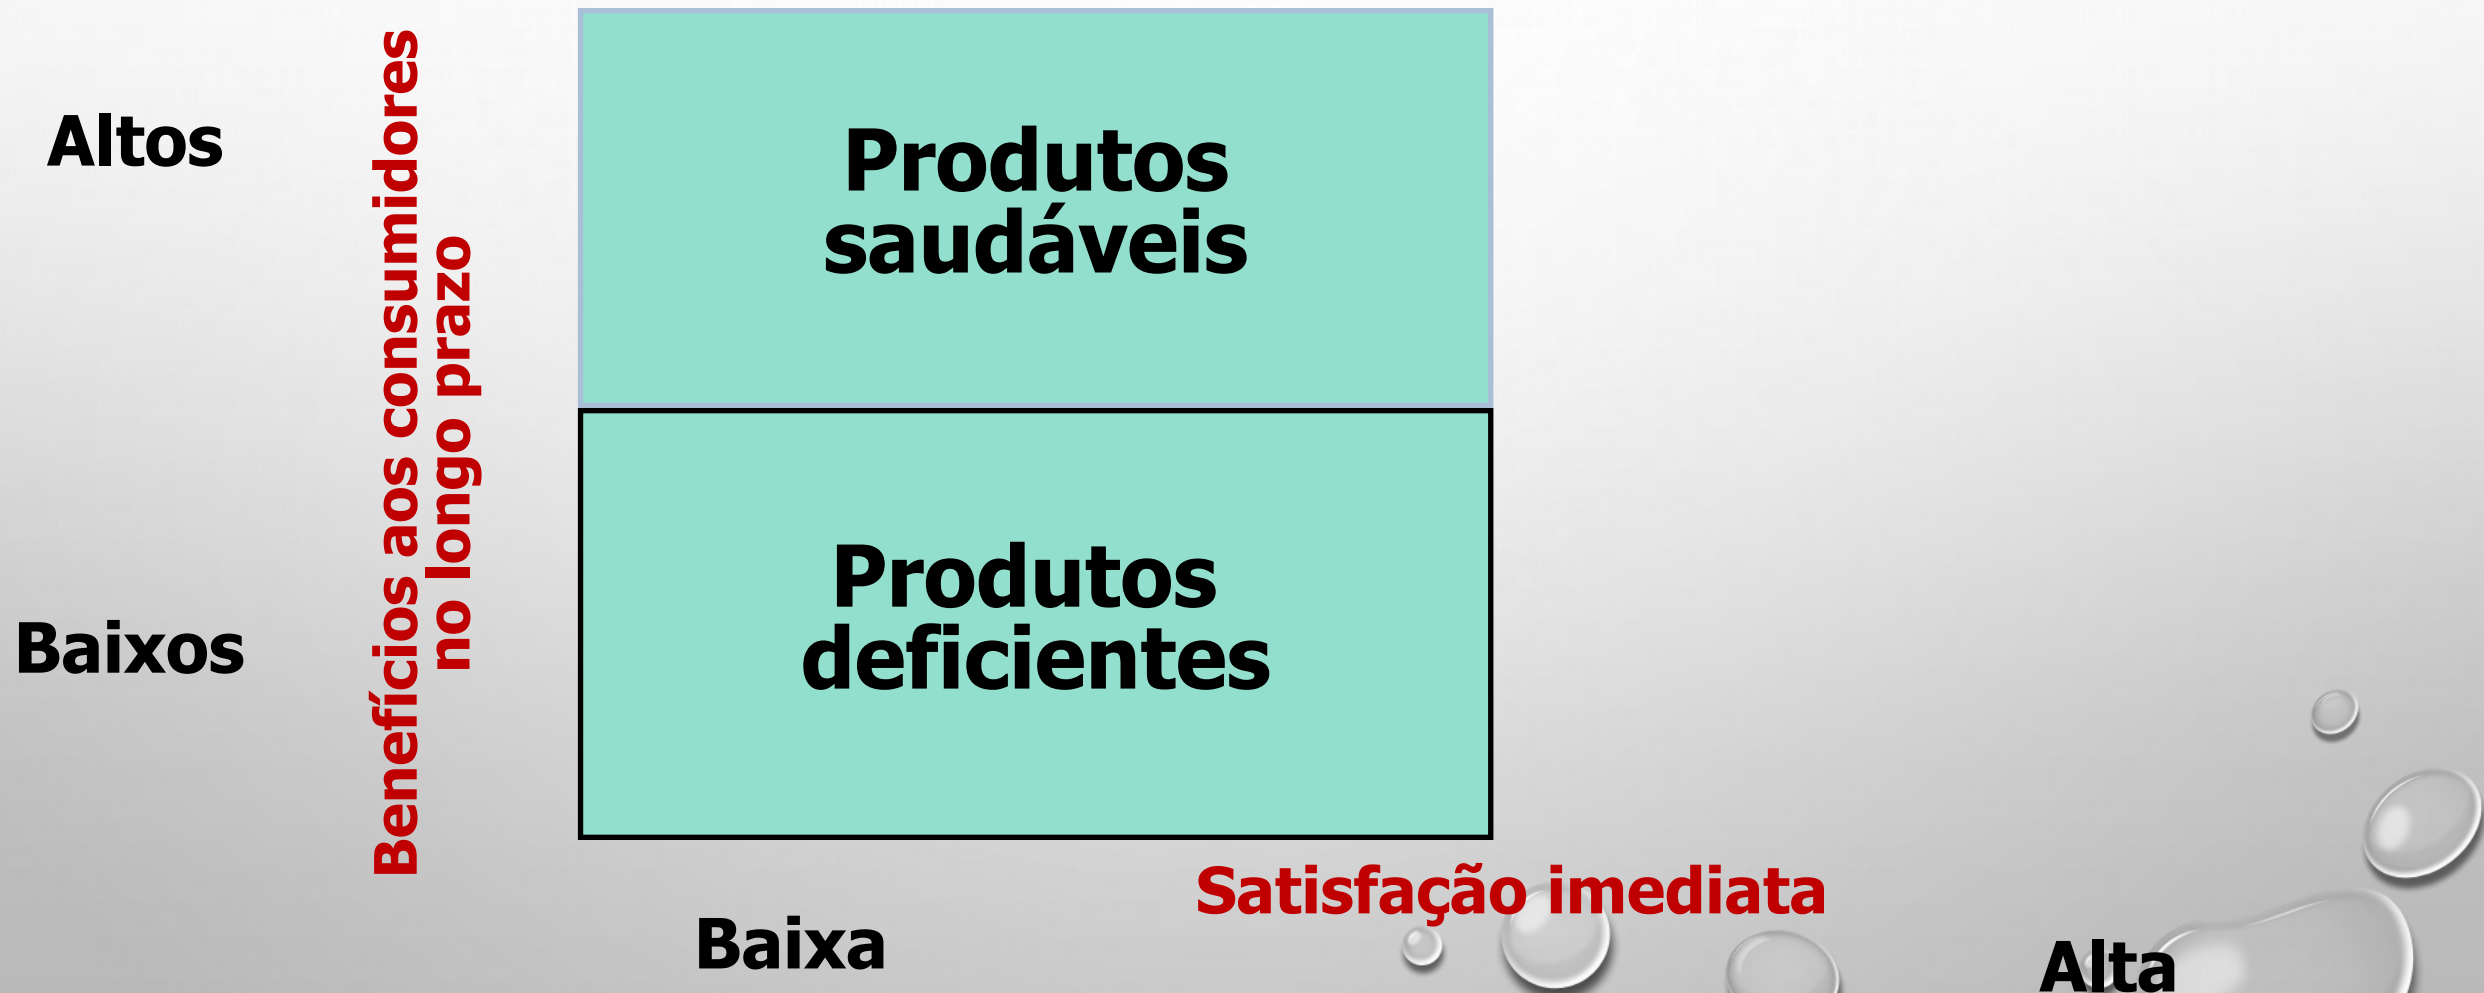 Altos
Benefícios aos consumidores
no longo prazo
Produtos
saudáveis
Baixos
Produtos
deficientes
Satisfação imediata
Baixa
Alta